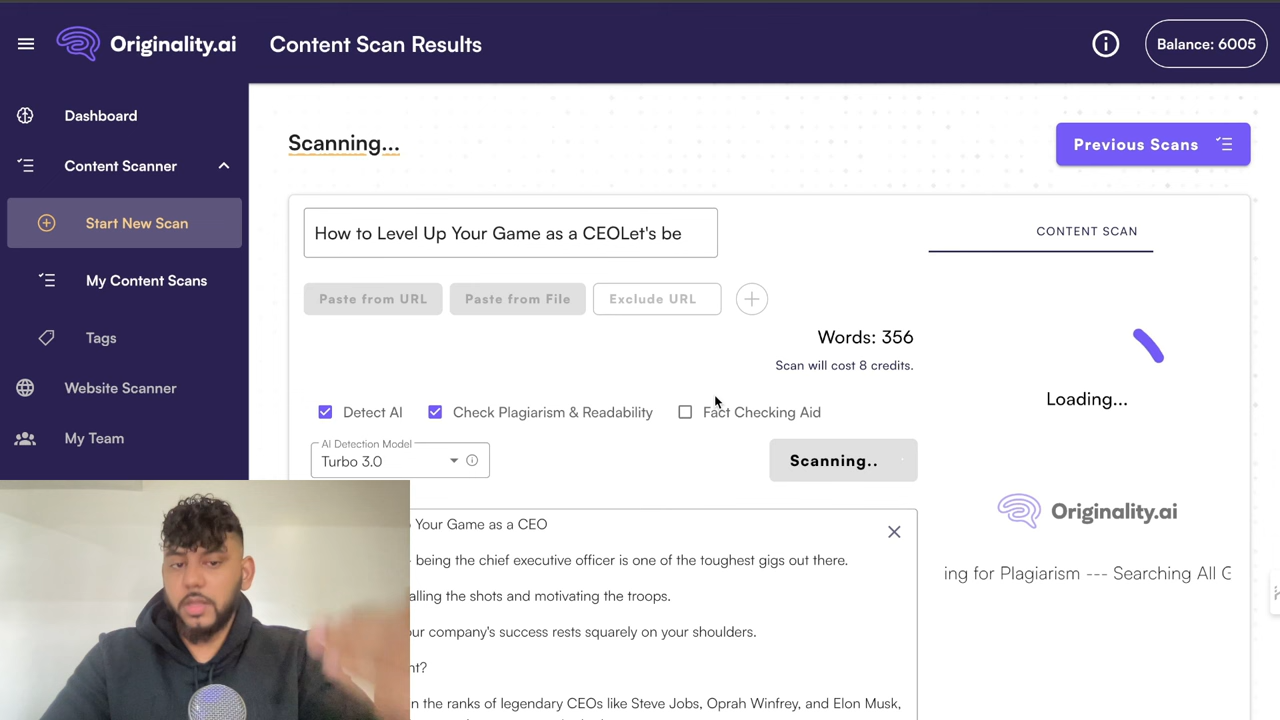 Originality.ai
Content Scan Results
Balance: 6005
Dashboard
Content Scanner
Start New Scan
My Content Scans
Tags
Website Scanner
My Team
Scanning...
Previous Scans
How to Level Up Your Game as a CEOLet's be
CONTENT SCAN
Paste from URL
Paste from File
Exclude URL
Words: 356
Scan will cost 8 credits.
Detect AI
Check Plagiarism & Readability
Fact Checking Aid
AI Detection Model
Turbo 3.0
Scanning..
Loading...
Originality.ai
ing for Plagiarism --- Searching All
Your Game as a CEO
being the chief executive officer is one of the toughest gigs out there.
alling the shots and motivating the troops.
ur company's success rests squarely on your shoulders.
nt?
n the ranks of legendary CEOs like Steve Jobs, Oprah Winfrey, and Elon Musk,